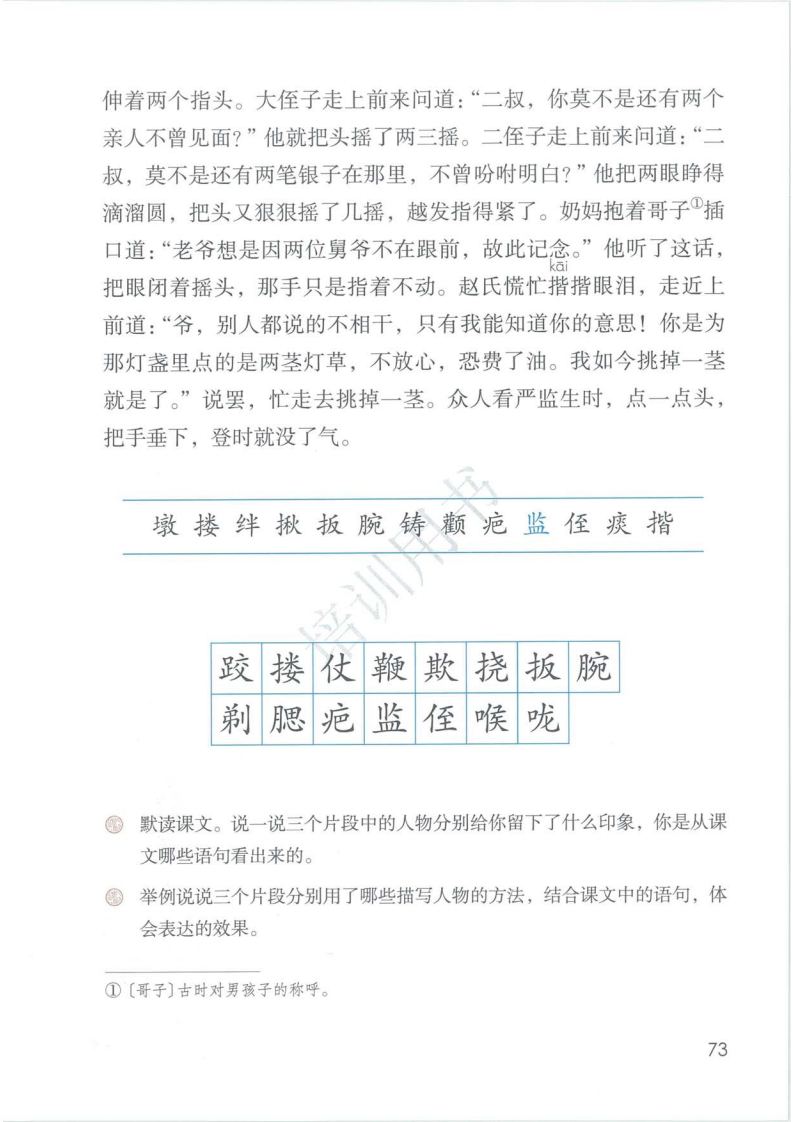 伸着两个指头。大侄子走上前来问道：“二叔，你莫不是还有两个
亲人不曾见面？”他就把头摇了两三摇。二侄子走上前来问道：“二
叔，莫不是还有两笔银子在那里，不曾吩咐明白？”他把两眼睁得
滴溜圆，把头又狠狠摇了几摇，越发指得紧了。奶妈抱着哥子①插
口道：“老爷想是因两位舅爷不在跟前，故此记念。”他听了这话，
kāi
把眼闭着摇头，那手只是指着不动。赵氏慌忙揩揩眼泪，走近上
前道：“爷，别人都说的不相干，只有我能知道你的意思！你是为
那灯盏里点的是两茎灯草，不放心，恐费了油。我如今挑掉一茎
就是了。”说罢，忙走去挑掉一茎。众人看严监生时，点一点头，
把手垂下，登时就没了气。
墩 搂 绊 揪 扳 腕 铸 颧 疤 监 侄 痰 揩
培训用书
跤 搂 仗 鞭 欺 挠 扳 腕
剃 腮 疤 监 侄 喉 咙
默读课文。说一说三个片段中的人物分别给你留下了什么印象，你是从课
文哪些语句看出来的。
举例说说三个片段分别用了哪些描写人物的方法，结合课文中的语句，体
会表达的效果。
①〔哥子〕古时对男孩子的称呼。
73